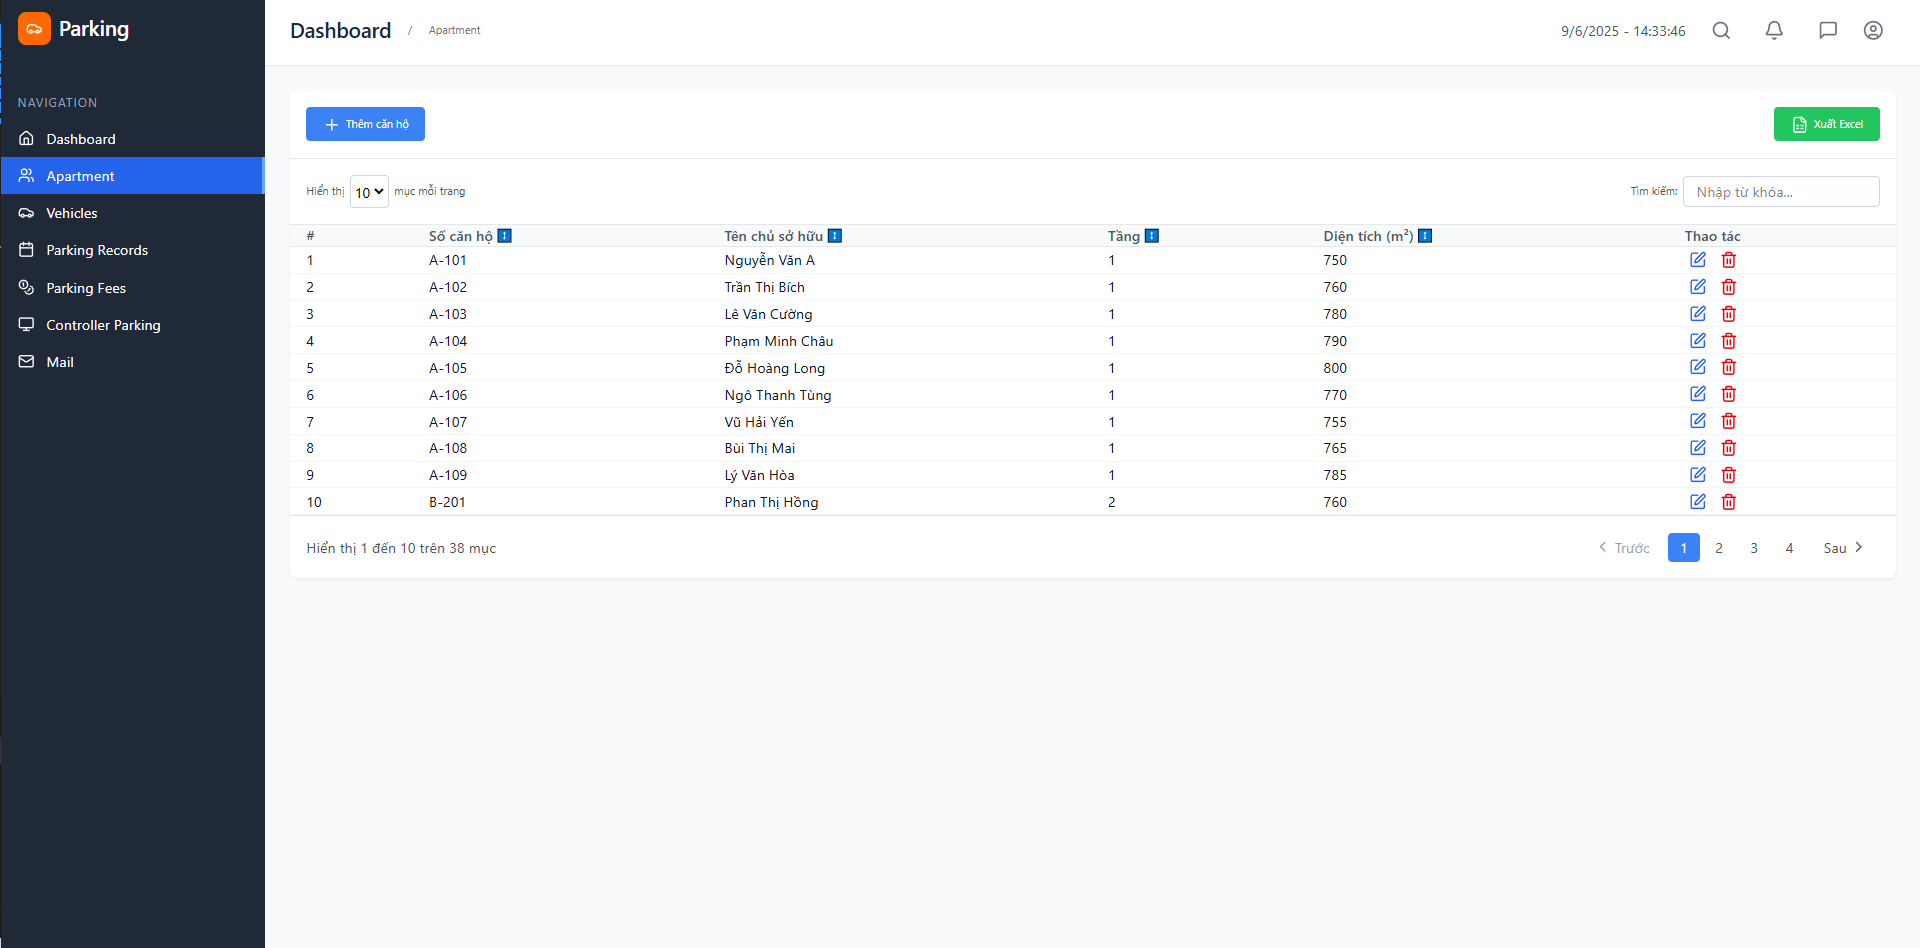 Parking
NAVIGATION
Dashboard
Apartment
Vehicles
Parking Records
Parking Fees
Controller Parking
Mail
Dashboard / Apartment
9/6/2025 - 14:33:46
Thêm căn hộ
Xuất Excel
Hiển thị 10 mục mỗi trang
Tìm kiếm: Nhập từ khóa...
# Số căn hộ ↕ Tên chủ sở hữu ↕ Tầng ↕ Diện tích (m²) ↕ Thao tác
1 A-101 Nguyễn Văn A 1 750
2 A-102 Trần Thị Bích 1 760
3 A-103 Lê Văn Cường 1 780
4 A-104 Phạm Minh Châu 1 790
5 A-105 Đỗ Hoàng Long 1 800
6 A-106 Ngô Thanh Tùng 1 770
7 A-107 Vũ Hải Yến 1 755
8 A-108 Bùi Thị Mai 1 765
9 A-109 Lý Văn Hòa 1 785
10 B-201 Phan Thị Hồng 2 760
Hiển thị 1 đến 10 trên 38 mục
Trước 1 2 3 4 Sau